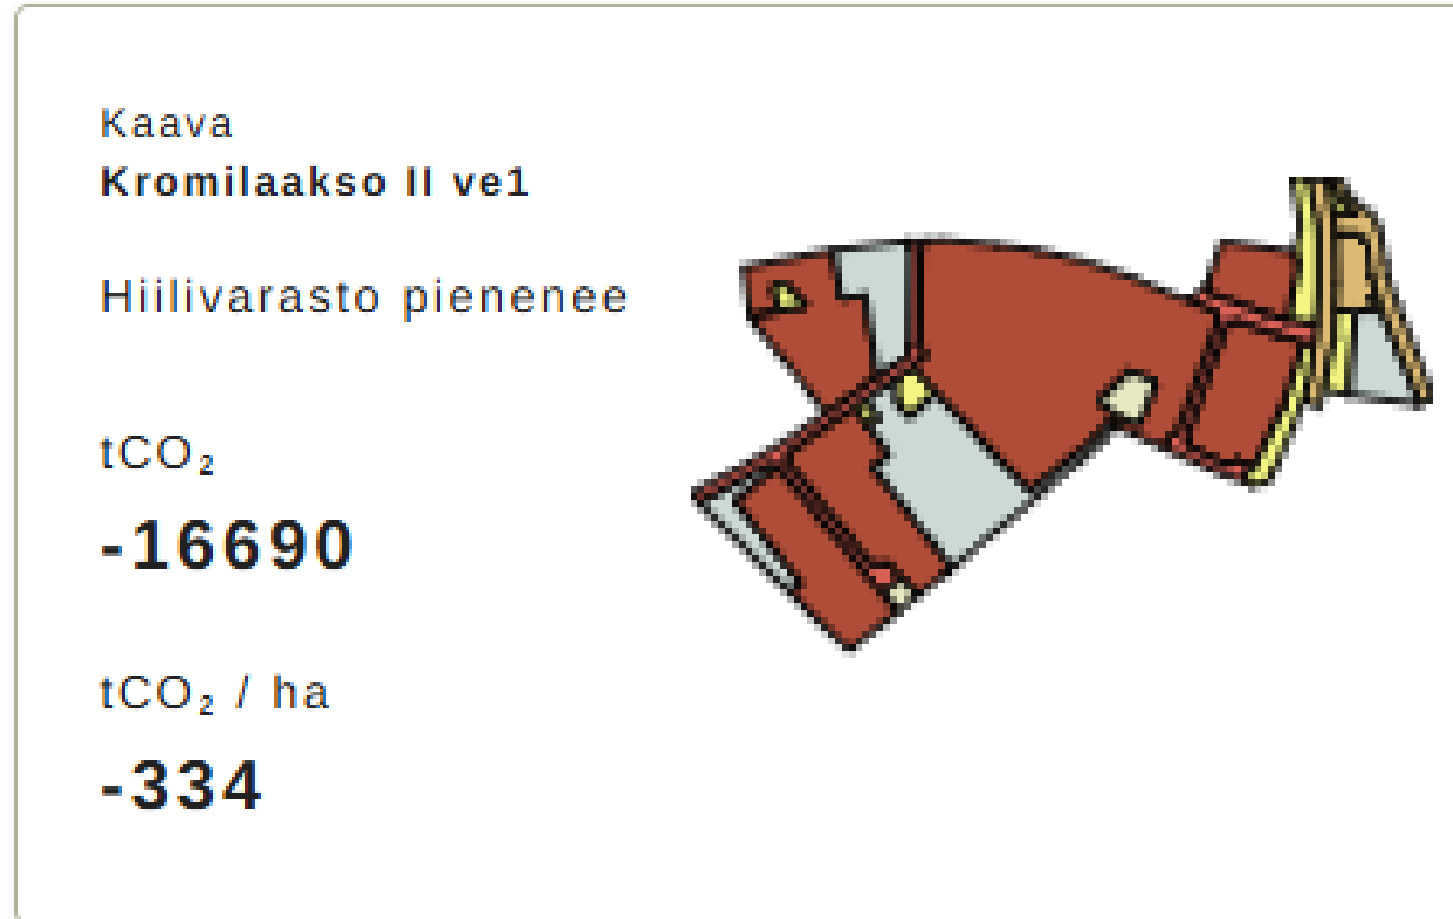 Kaava
Kromilaakso II ve1
Hiilivarasto pienenee
tCO₂
-16690
tCO₂ / ha
-334